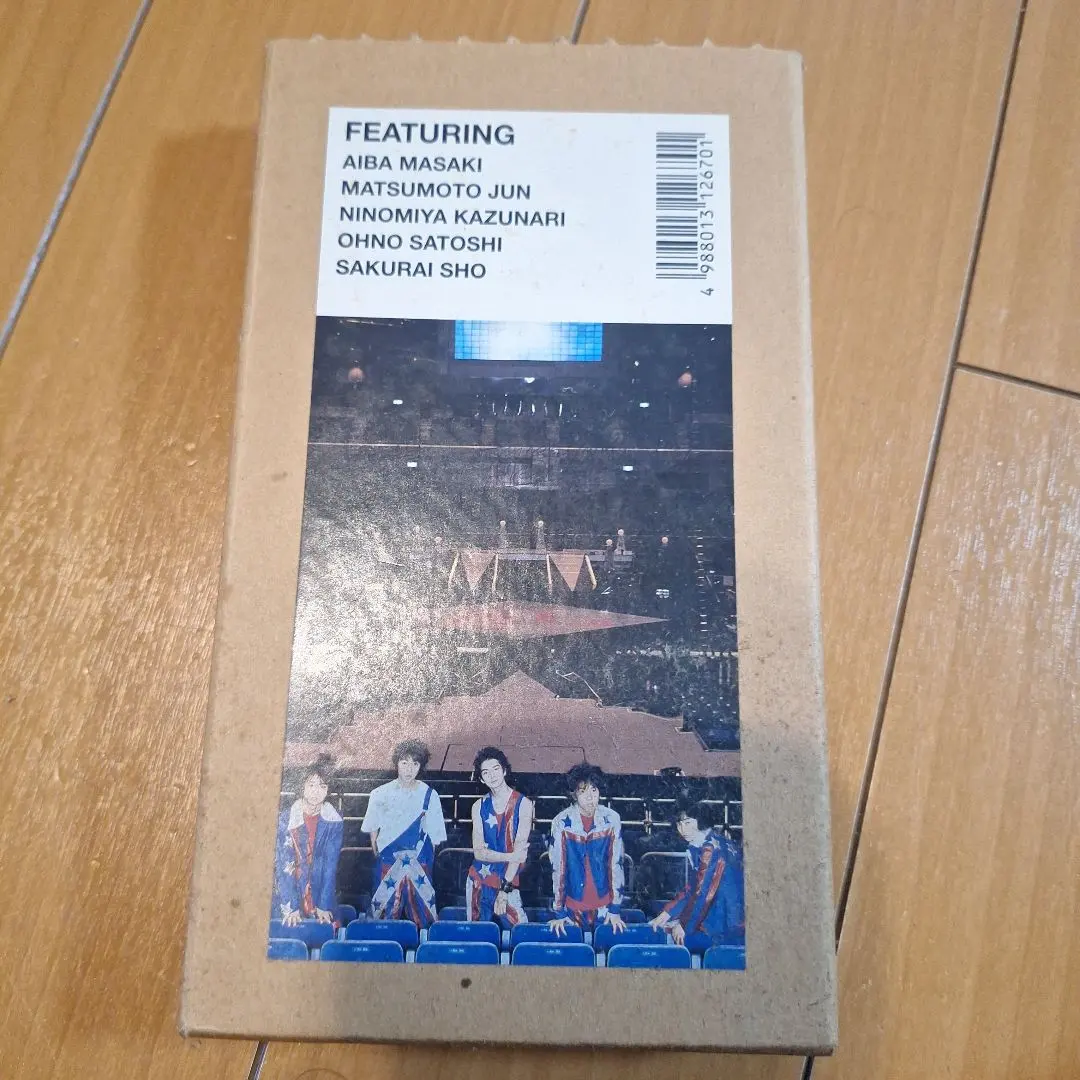 FEATURING
AIBA MASAKI
MATSUMOTO JUN
NINOMIYA KAZUNARI
OHNO SATOSHI
SAKURAI SHO
4 988013 126701